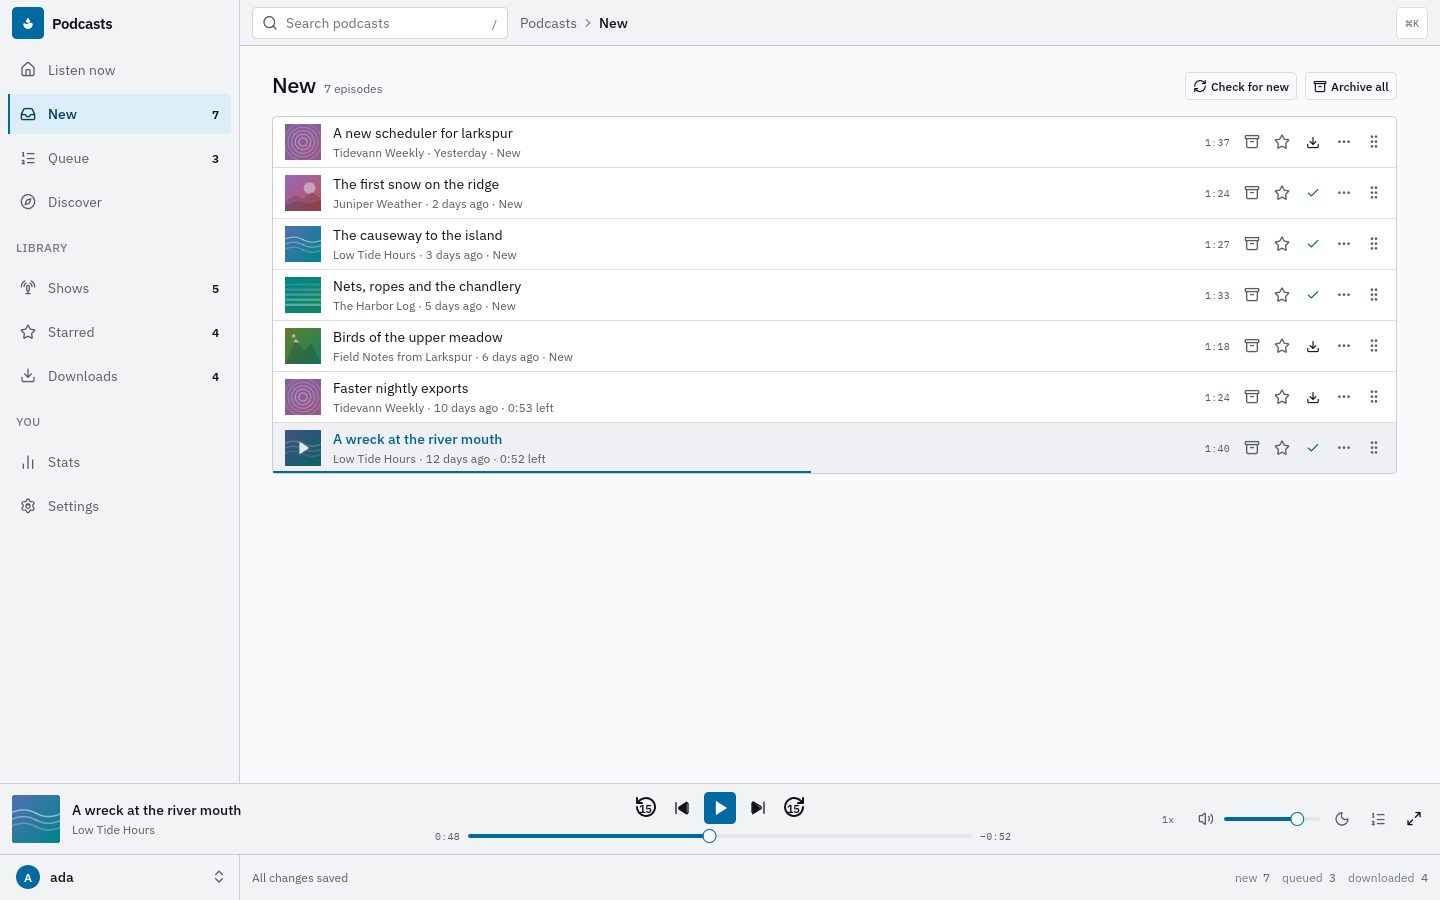 Podcasts
Search podcasts /
Podcasts > New
⌘K
Listen now
New 7
Queue 3
Discover
LIBRARY
Shows 5
Starred 4
Downloads 4
YOU
Stats
Settings
New 7 episodes
Check for new
Archive all
A new scheduler for larkspur
Tidevann Weekly · Yesterday · New
1:37
The first snow on the ridge
Juniper Weather · 2 days ago · New
1:24
The causeway to the island
Low Tide Hours · 3 days ago · New
1:27
Nets, ropes and the chandlery
The Harbor Log · 5 days ago · New
1:33
Birds of the upper meadow
Field Notes from Larkspur · 6 days ago · New
1:18
Faster nightly exports
Tidevann Weekly · 10 days ago · 0:53 left
1:24
A wreck at the river mouth
Low Tide Hours · 12 days ago · 0:52 left
1:40
A wreck at the river mouth
Low Tide Hours
15
15
0:48
−0:52
1x
A ada
All changes saved
new 7 queued 3 downloaded 4